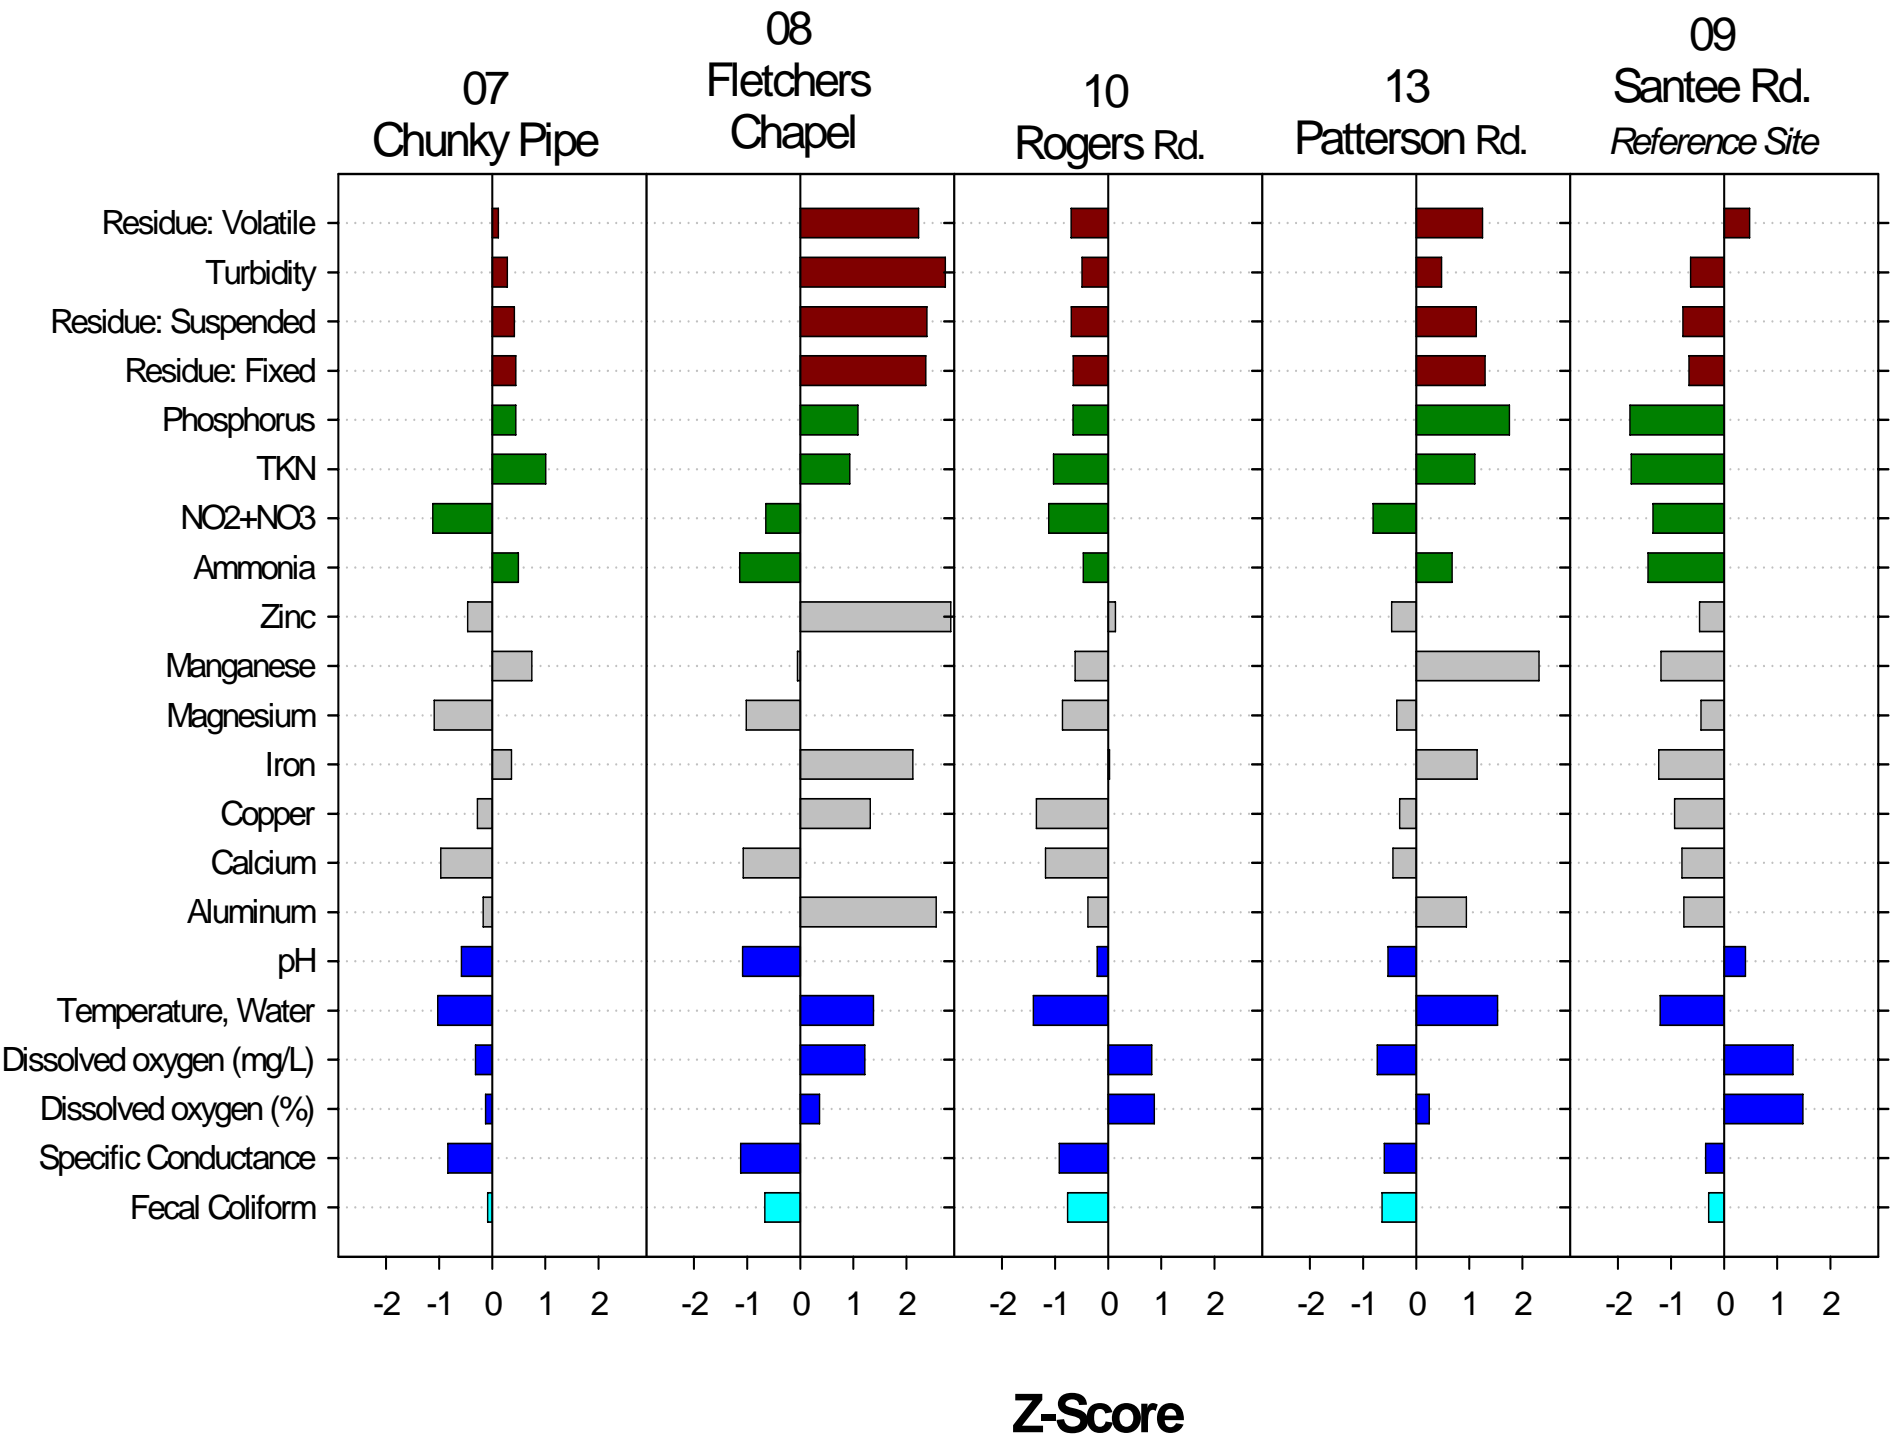 07
Chunky Pipe
08
Fletchers
Chapel
10
Rogers Rd.
13
Patterson Rd.
09
Santee Rd.
Reference Site
Residue: Volatile
Turbidity
Residue: Suspended
Residue: Fixed
Phosphorus
TKN
NO2+NO3
Ammonia
Zinc
Manganese
Magnesium
Iron
Copper
Calcium
Aluminum
pH
Temperature, Water
Dissolved oxygen (mg/L)
Dissolved oxygen (%)
Specific Conductance
Fecal Coliform
-2 -1 0 1 2 -2 -1 0 1 2 -2 -1 0 1 2 -2 -1 0 1 2 -2 -1 0 1 2
Z-Score